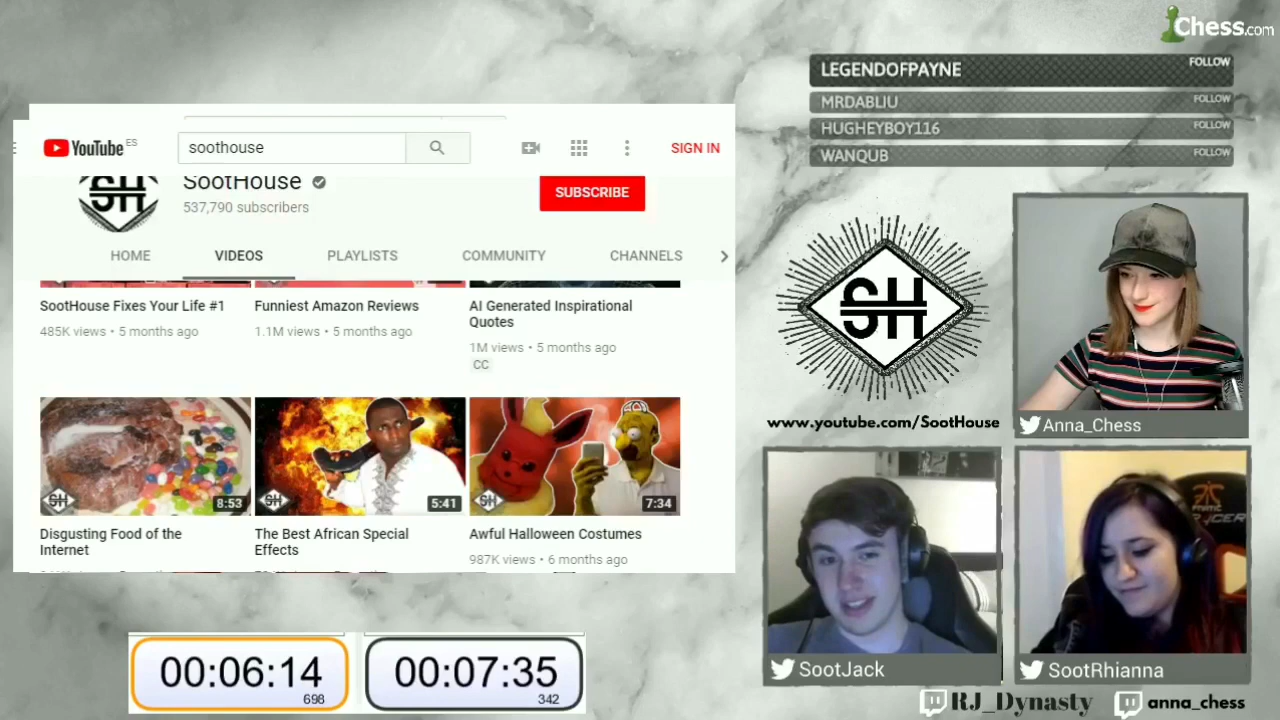 Chess.com
LEGENDOFPAYNE FOLLOW
MRDABLIU FOLLOW
HUGHEYBOY116 FOLLOW
WANQUB FOLLOW
YouTube ES
soothouse
SIGN IN
SH
SootHouse
537,790 subscribers
SUBSCRIBE
HOME VIDEOS PLAYLISTS COMMUNITY CHANNELS
SootHouse Fixes Your Life #1
485K views • 5 months ago
Funniest Amazon Reviews
1.1M views • 5 months ago
AI Generated Inspirational
Quotes
1M views • 5 months ago
CC
SH
8:53
Disgusting Food of the
Internet
SH
5:41
The Best African Special
Effects
SH
7:34
Awful Halloween Costumes
987K views • 6 months ago
SH
www.youtube.com/SootHouse
Anna_Chess
FNATIC
SootJack
SootRhianna
00:06:14
698
00:07:35
342
RJ_Dynasty
anna_chess